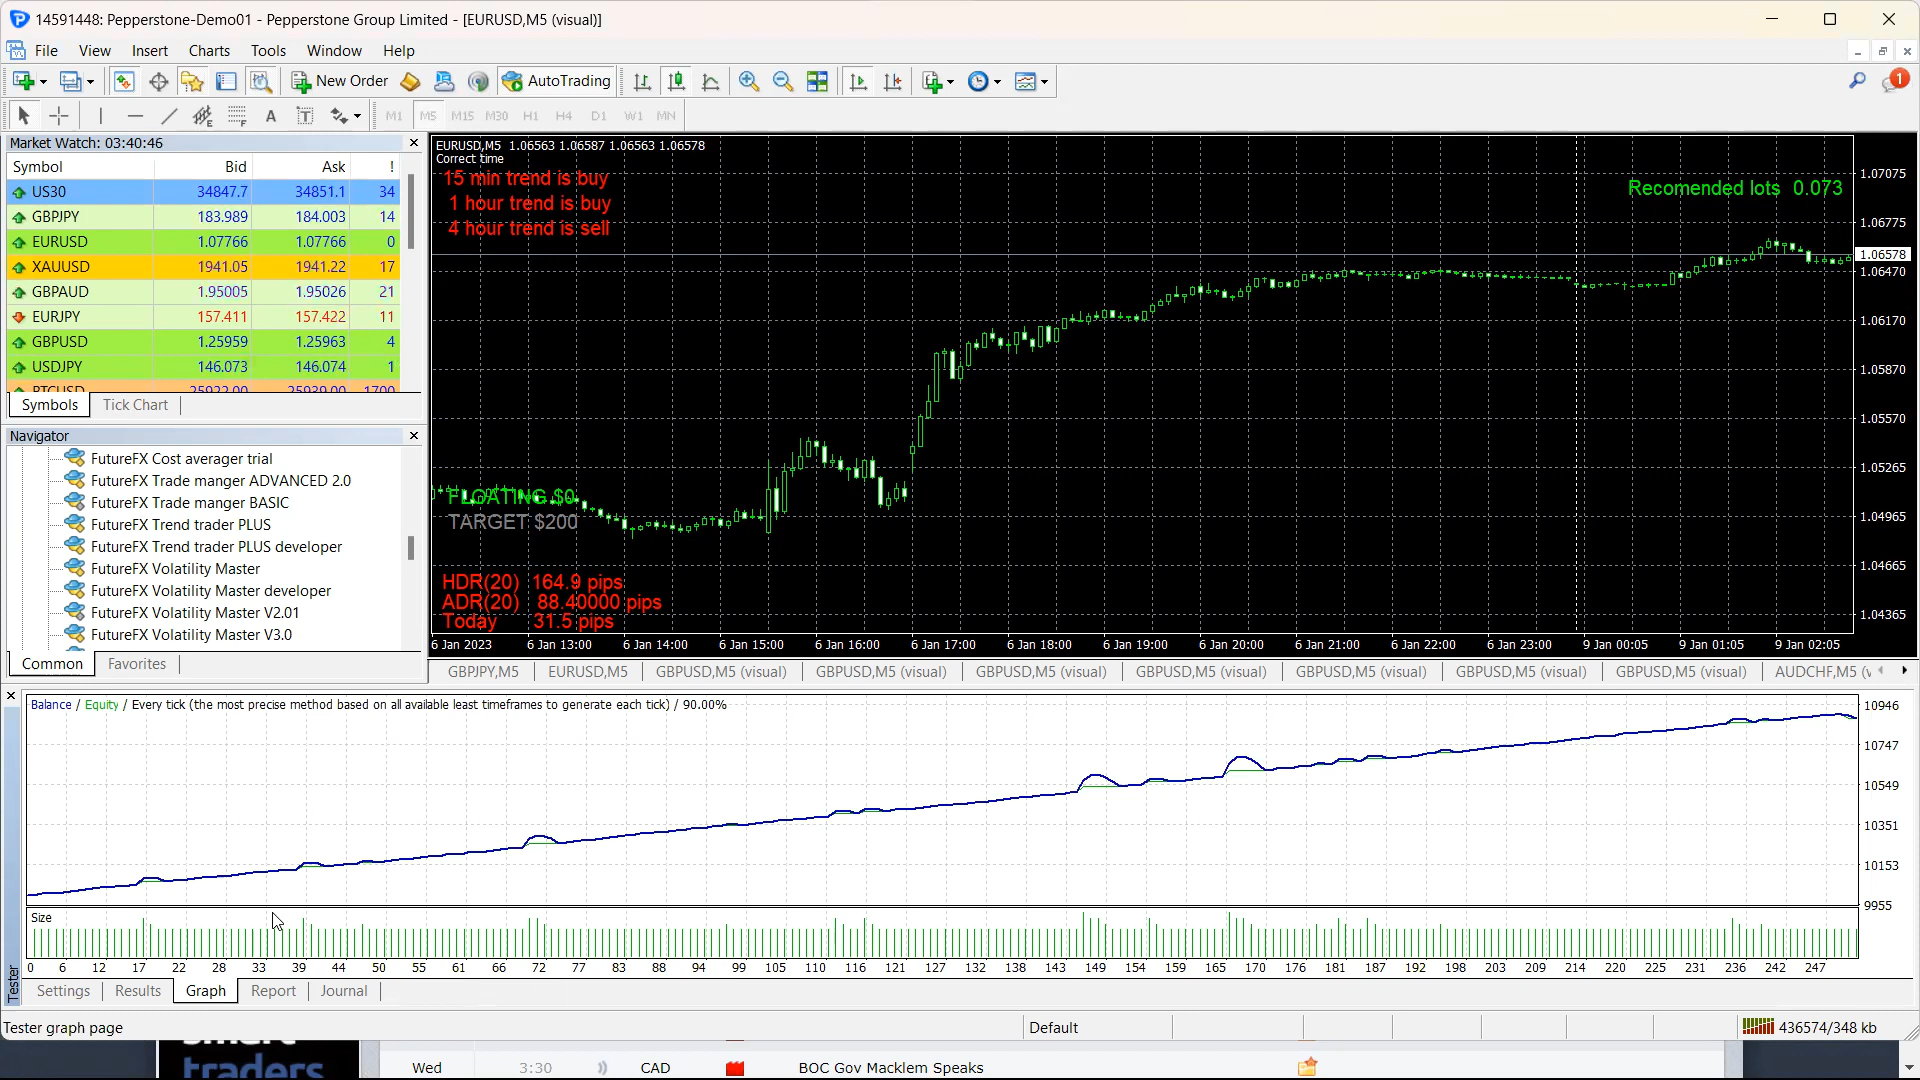 14591448: Pepperstone-Demo01 - Pepperstone Group Limited - [EURUSD,M5 (visual)]
File View Insert Charts Tools Window Help
New Order AutoTrading 1
A T M1 M5 M15 M30 H1 H4 D1 W1 MN
Market Watch: 03:40:46
Symbol Bid Ask !
US30 34847.7 34851.1 34
GBPJPY 183.989 184.003 14
EURUSD 1.07766 1.07766 0
XAUUSD 1941.05 1941.22 17
GBPAUD 1.95005 1.95026 21
EURJPY 157.411 157.422 11
GBPUSD 1.25959 1.25963 4
USDJPY 146.073 146.074 1
BTCUSD 25922.00 25939.00 1700
Symbols Tick Chart
Navigator
FutureFX Cost averager trial
FutureFX Trade manger ADVANCED 2.0
FutureFX Trade manger BASIC
FutureFX Trend trader PLUS
FutureFX Trend trader PLUS developer
FutureFX Volatility Master
FutureFX Volatility Master developer
FutureFX Volatility Master V2.01
FutureFX Volatility Master V3.0
Common Favorites
EURUSD,M5 1.06563 1.06587 1.06563 1.06578
Correct time
15 min trend is buy
1 hour trend is buy
4 hour trend is sell
Recomended lots 0.073
FLOATING $0
TARGET $200
HDR(20) 164.9 pips
ADR(20) 88.40000 pips
Today 31.5 pips
1.07075
1.06775
1.06578
1.06470
1.06170
1.05870
1.05570
1.05265
1.04965
1.04665
1.04365
6 Jan 2023 6 Jan 13:00 6 Jan 14:00 6 Jan 15:00 6 Jan 16:00 6 Jan 17:00 6 Jan 18:00 6 Jan 19:00 6 Jan 20:00 6 Jan 22:00 6 Jan 23:00 9 Jan 00:05 9 Jan 01:05 9 Jan 02:05
GBPJPY,M5 EURUSD,M5 GBPUSD,M5 (visual) GBPUSD,M5 (visual) GBPUSD,M5 (visual) GBPUSD,M5 (visual) GBPUSD,M5 (visual) GBPUSD,M5 (visual) GBPUSD,M5 (visual) AUDCHF,M5 (v
Balance / Equity / Every tick (the most precise method based on all available least timeframes to generate each tick) / 90.00%
10946
10747
10549
10351
10153
9955
Size
0 6 12 17 22 28 33 39 44 50 55 61 66 72 77 83 88 94 99 105 110 116 121 127 132 138 143 149 154 159 165 170 176 181 187 192 198 203 209 214 220 225 231 236 242 247
Tester
Settings Results Graph Report Journal
Tester graph page Default 436574/348 kb
smart
traders
Wed 3:30 CAD BOC Gov Macklem Speaks